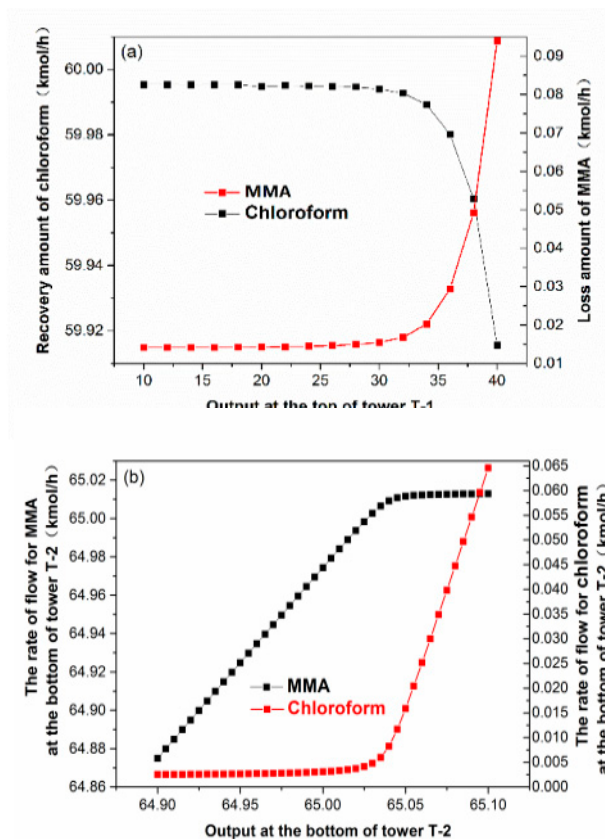 (a)
Recovery amount of chloroform（kmol/h）
60.00
59.98
59.96
59.94
59.92
MMA
Chloroform
0.09
0.08
0.07
0.06
0.05
0.04
0.03
0.02
0.01
Loss amount of MMA（kmol/h）
10 15 20 25 30 35 40
Output at the top of tower T-1
(b)
The rate of flow for MMA
at the bottom of tower T-2（kmol/h）
65.02
65.00
64.98
64.96
64.94
64.92
64.90
64.88
64.86
MMA
Chloroform
0.065
0.060
0.055
0.050
0.045
0.040
0.035
0.030
0.025
0.020
0.015
0.010
0.005
0.000
The rate of flow for chloroform
at the bottom of tower T-2（kmol/h）
64.90 64.95 65.00 65.05 65.10
Output at the bottom of tower T-2